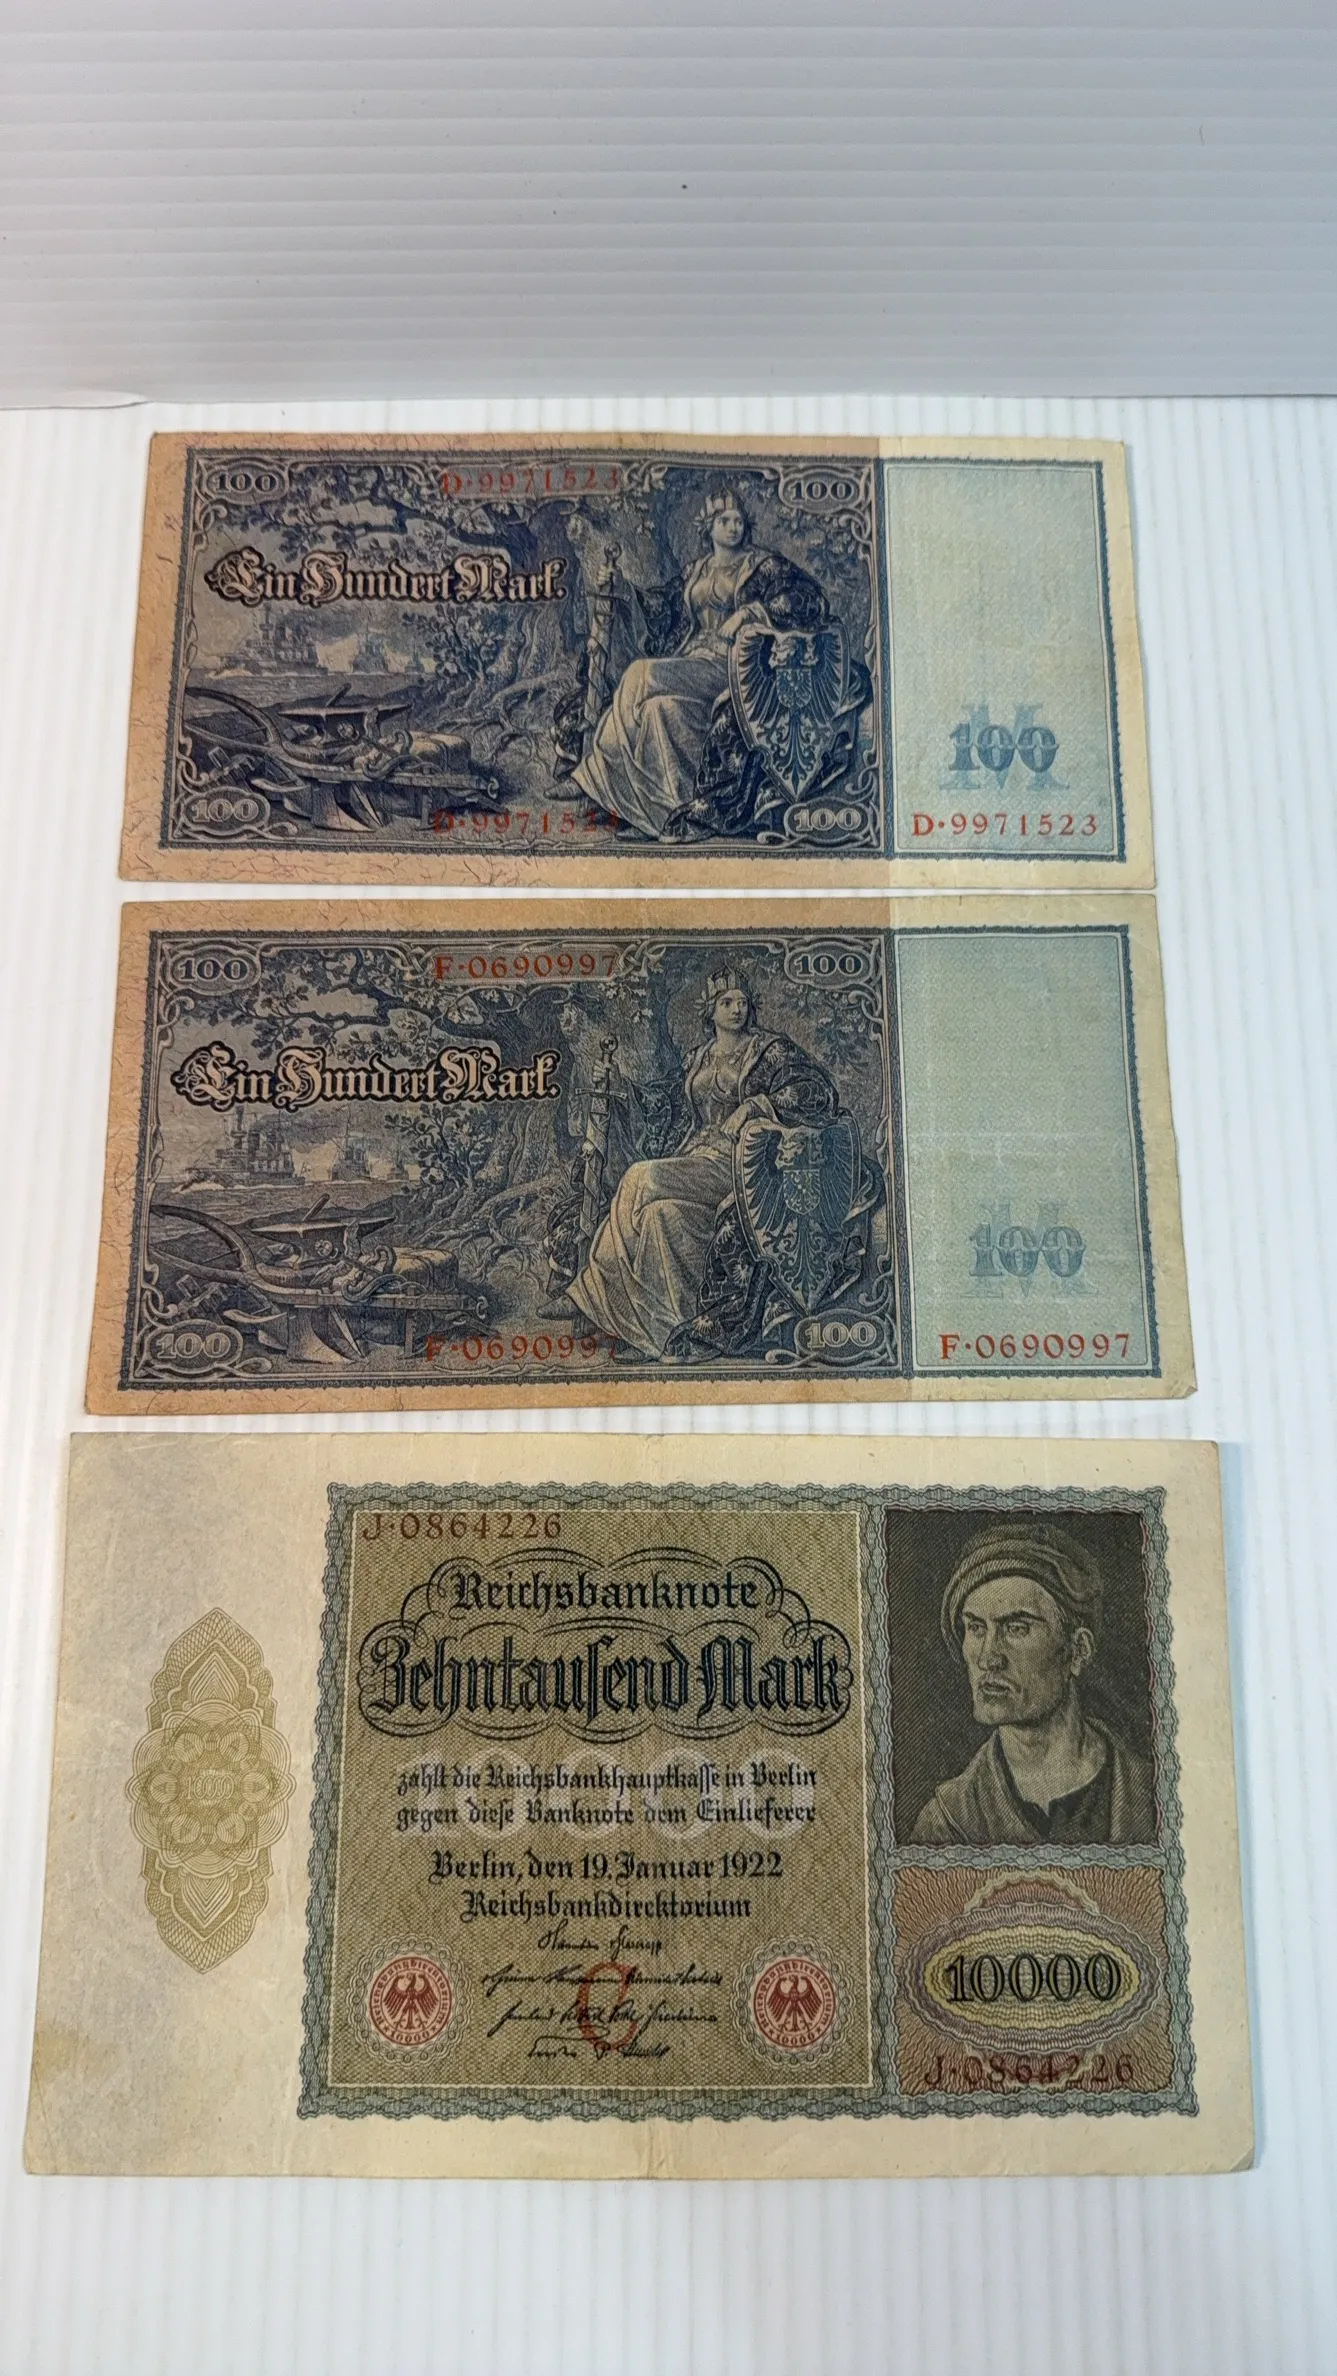 100
D·9971523
100
Ein Hundert Mark.
100
100
D·9971523
100
D·9971523
100
F·0690997
100
Ein Hundert Mark.
100
100
F·0690997
100
F·0690997
J·0864226
Reichsbanknote
Zehntausend Mark
zahlt die Reichsbankhauptkasse in Berlin
gegen diese Banknote dem Einlieferer
Berlin, den 19. Januar 1922
Reichsbankdirektorium
C
10000
J·0864226